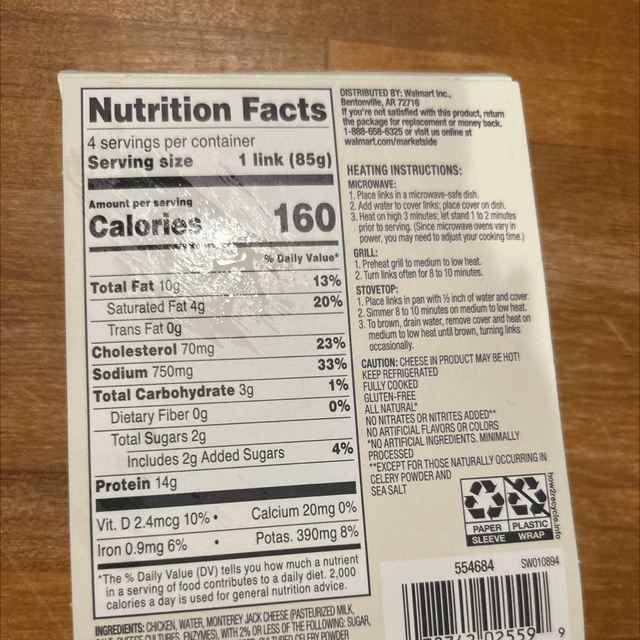 Nutrition Facts
4 servings per container
Serving size 1 link (85g)
Amount per serving
Calories 160
% Daily Value*
Total Fat 10g 13%
Saturated Fat 4g 20%
Trans Fat 0g
Cholesterol 70mg 23%
Sodium 750mg 33%
Total Carbohydrate 3g 1%
Dietary Fiber 0g 0%
Total Sugars 2g
Includes 2g Added Sugars 4%
Protein 14g
Vit. D 2.4mcg 10% • Calcium 20mg 0%
Iron 0.9mg 6% • Potas. 390mg 8%
*The % Daily Value (DV) tells you how much a nutrient
in a serving of food contributes to a daily diet. 2,000
calories a day is used for general nutrition advice.
INGREDIENTS: CHICKEN, WATER, MONTEREY JACK CHEESE (PASTEURIZED MILK,
CHEESE CULTURES, ENZYMES), WITH 2% OR LESS OF THE FOLLOWING: SUGAR,
CELERY POWDER
DISTRIBUTED BY: Walmart Inc.,
Bentonville, AR 72716
If you're not satisfied with this product, return
the package for replacement or money back.
1-888-658-6325 or visit us online at
walmart.com/marketside
HEATING INSTRUCTIONS:
MICROWAVE:
1. Place links in a microwave-safe dish.
2. Add water to cover links; place cover on dish.
3. Heat on high 3 minutes; let stand 1 to 2 minutes
prior to serving. (Since microwave ovens vary in
power, you may need to adjust your cooking time.)
GRILL:
1. Preheat grill to medium to low heat.
2. Turn links often for 8 to 10 minutes.
STOVETOP:
1. Place links in pan with ½ inch of water and cover.
2. Simmer 8 to 10 minutes on medium to low heat.
3. To brown, drain water, remove cover and heat on
medium to low heat until brown, turning links
occasionally.
CAUTION: CHEESE IN PRODUCT MAY BE HOT!
KEEP REFRIGERATED
FULLY COOKED
GLUTEN-FREE
ALL NATURAL*
NO NITRATES OR NITRITES ADDED**
NO ARTIFICIAL FLAVORS OR COLORS
*NO ARTIFICIAL INGREDIENTS. MINIMALLY
PROCESSED
**EXCEPT FOR THOSE NATURALLY OCCURRING IN
CELERY POWDER AND
SEA SALT
PAPER PLASTIC
SLEEVE WRAP
how2recycle.info
554684 SW010894
02559 9